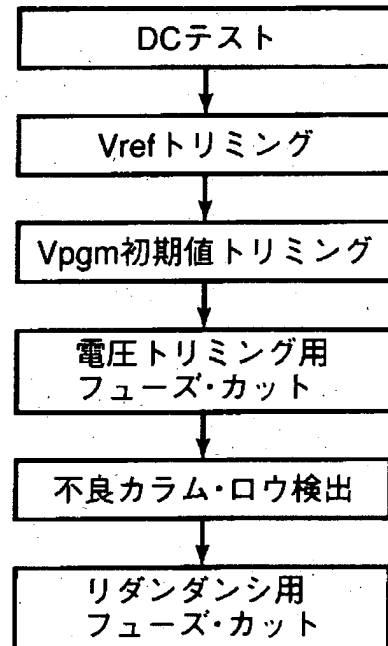 DCテスト
Vrefトリミング
Vpgm初期値トリミング
電圧トリミング用
フューズ・カット
不良カラム・ロウ検出
リダンダンシ用
フューズ・カット